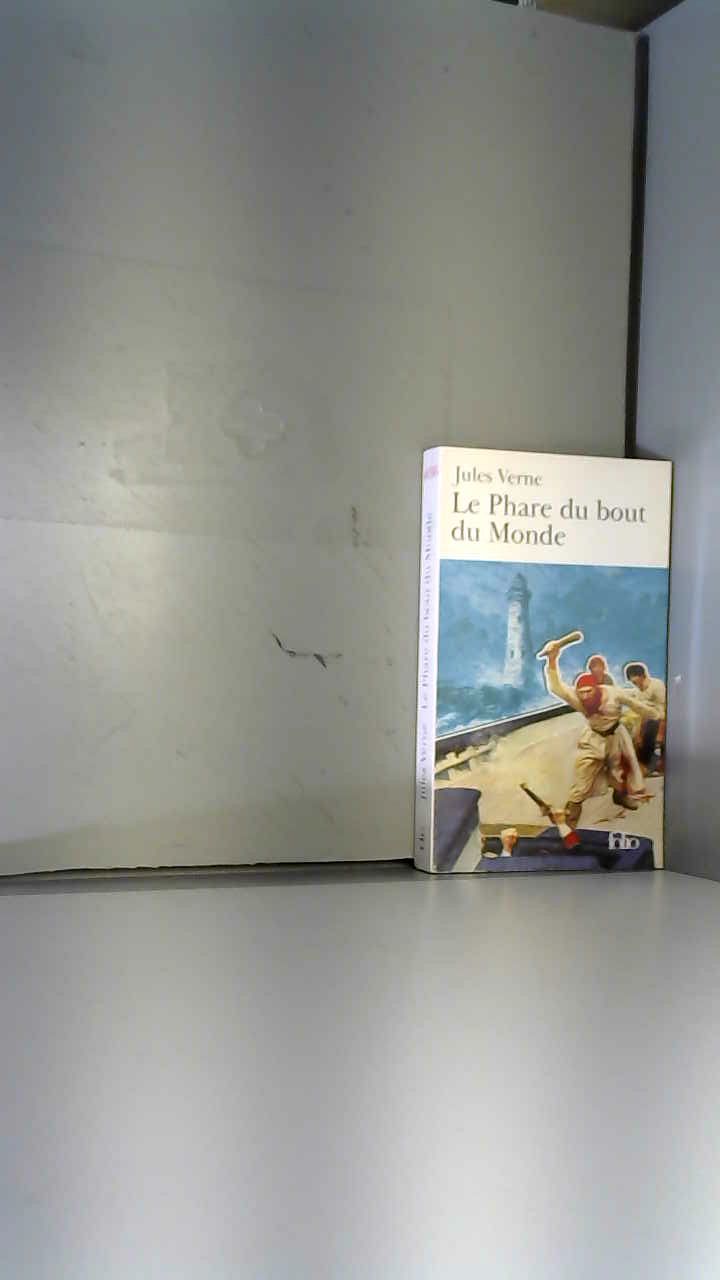 Jules Verne
Le Phare du bout
du Monde
folio
Jules Verne Le Phare du bout du Monde